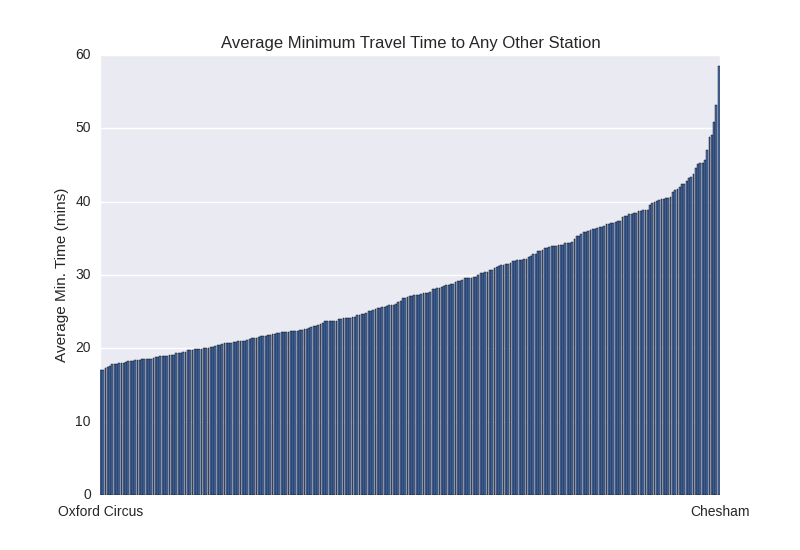 Average Minimum Travel Time to Any Other Station
60
50
40
30
20
10
0
Average Min. Time (mins)
Oxford Circus
Chesham